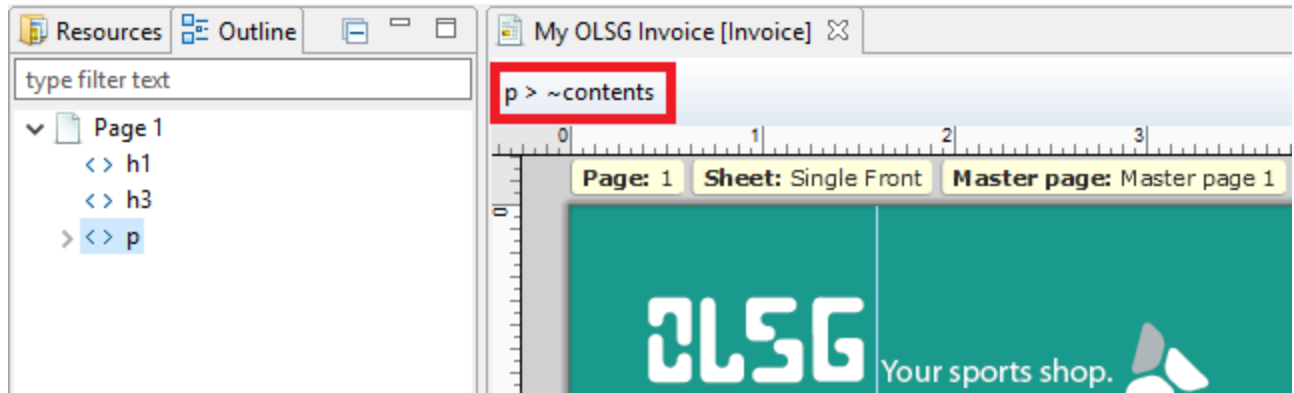 Resources Outline
type filter text
Page 1
<> h1
<> h3
<> p
My OLSG Invoice [Invoice]
p > ~contents
0 1 2 3
Page: 1 Sheet: Single Front Master page: Master page 1
0
OLSG Your sports shop.